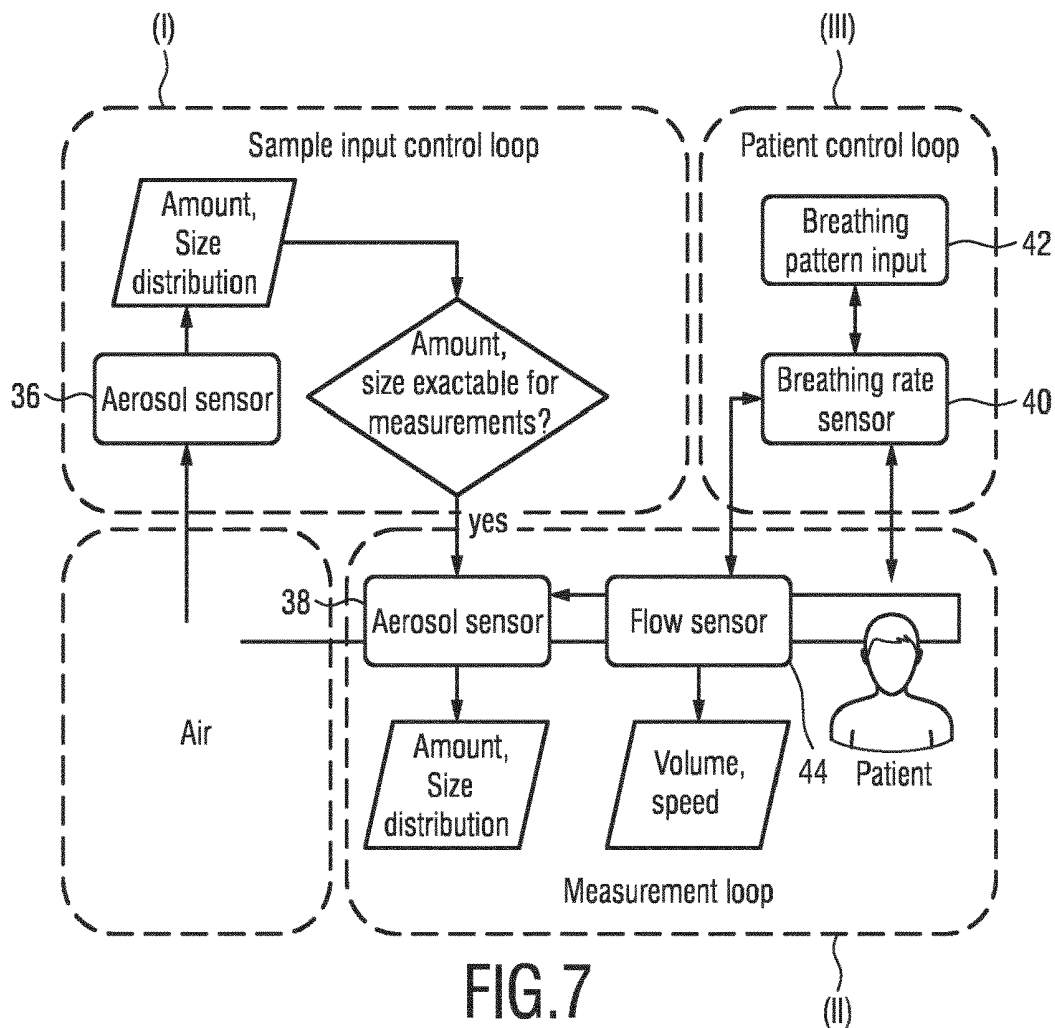 (I)
(III)
Sample input control loop
Patient control loop
Amount,
Size
distribution
Breathing
pattern input
42
Amount,
size exactable for
measurements?
36
Aerosol sensor
Breathing rate
sensor
40
yes
38
Aerosol sensor
Flow sensor
Air
Amount,
Size
distribution
Volume,
speed
44
Patient
Measurement loop
FIG.7
(II)